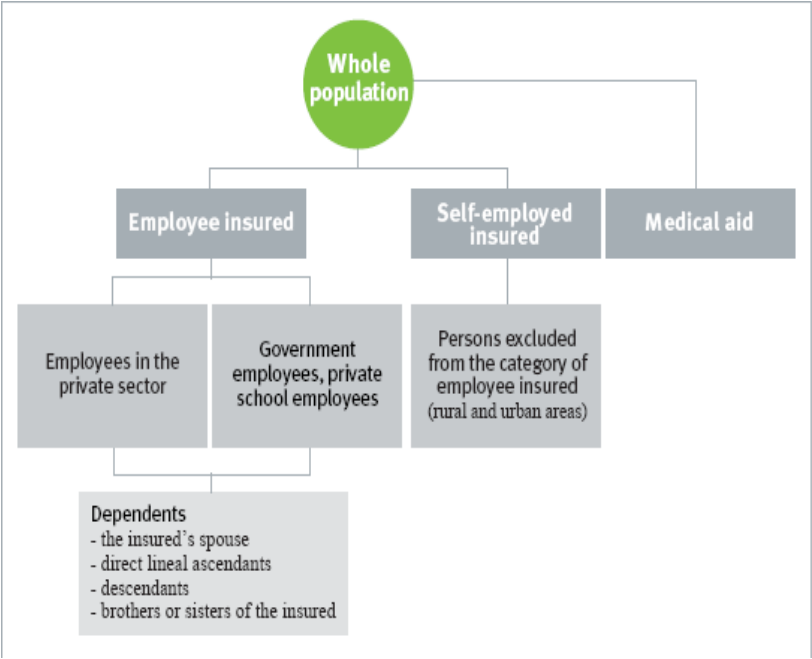 Whole
population
Employee insured
Self-employed
insured
Medical aid
Employees in the
private sector
Government
employees, private
school employees
Persons excluded
from the category of
employee insured
(rural and urban areas)
Dependents
- the insured’s spouse
- direct lineal ascendants
- descendants
- brothers or sisters of the insured